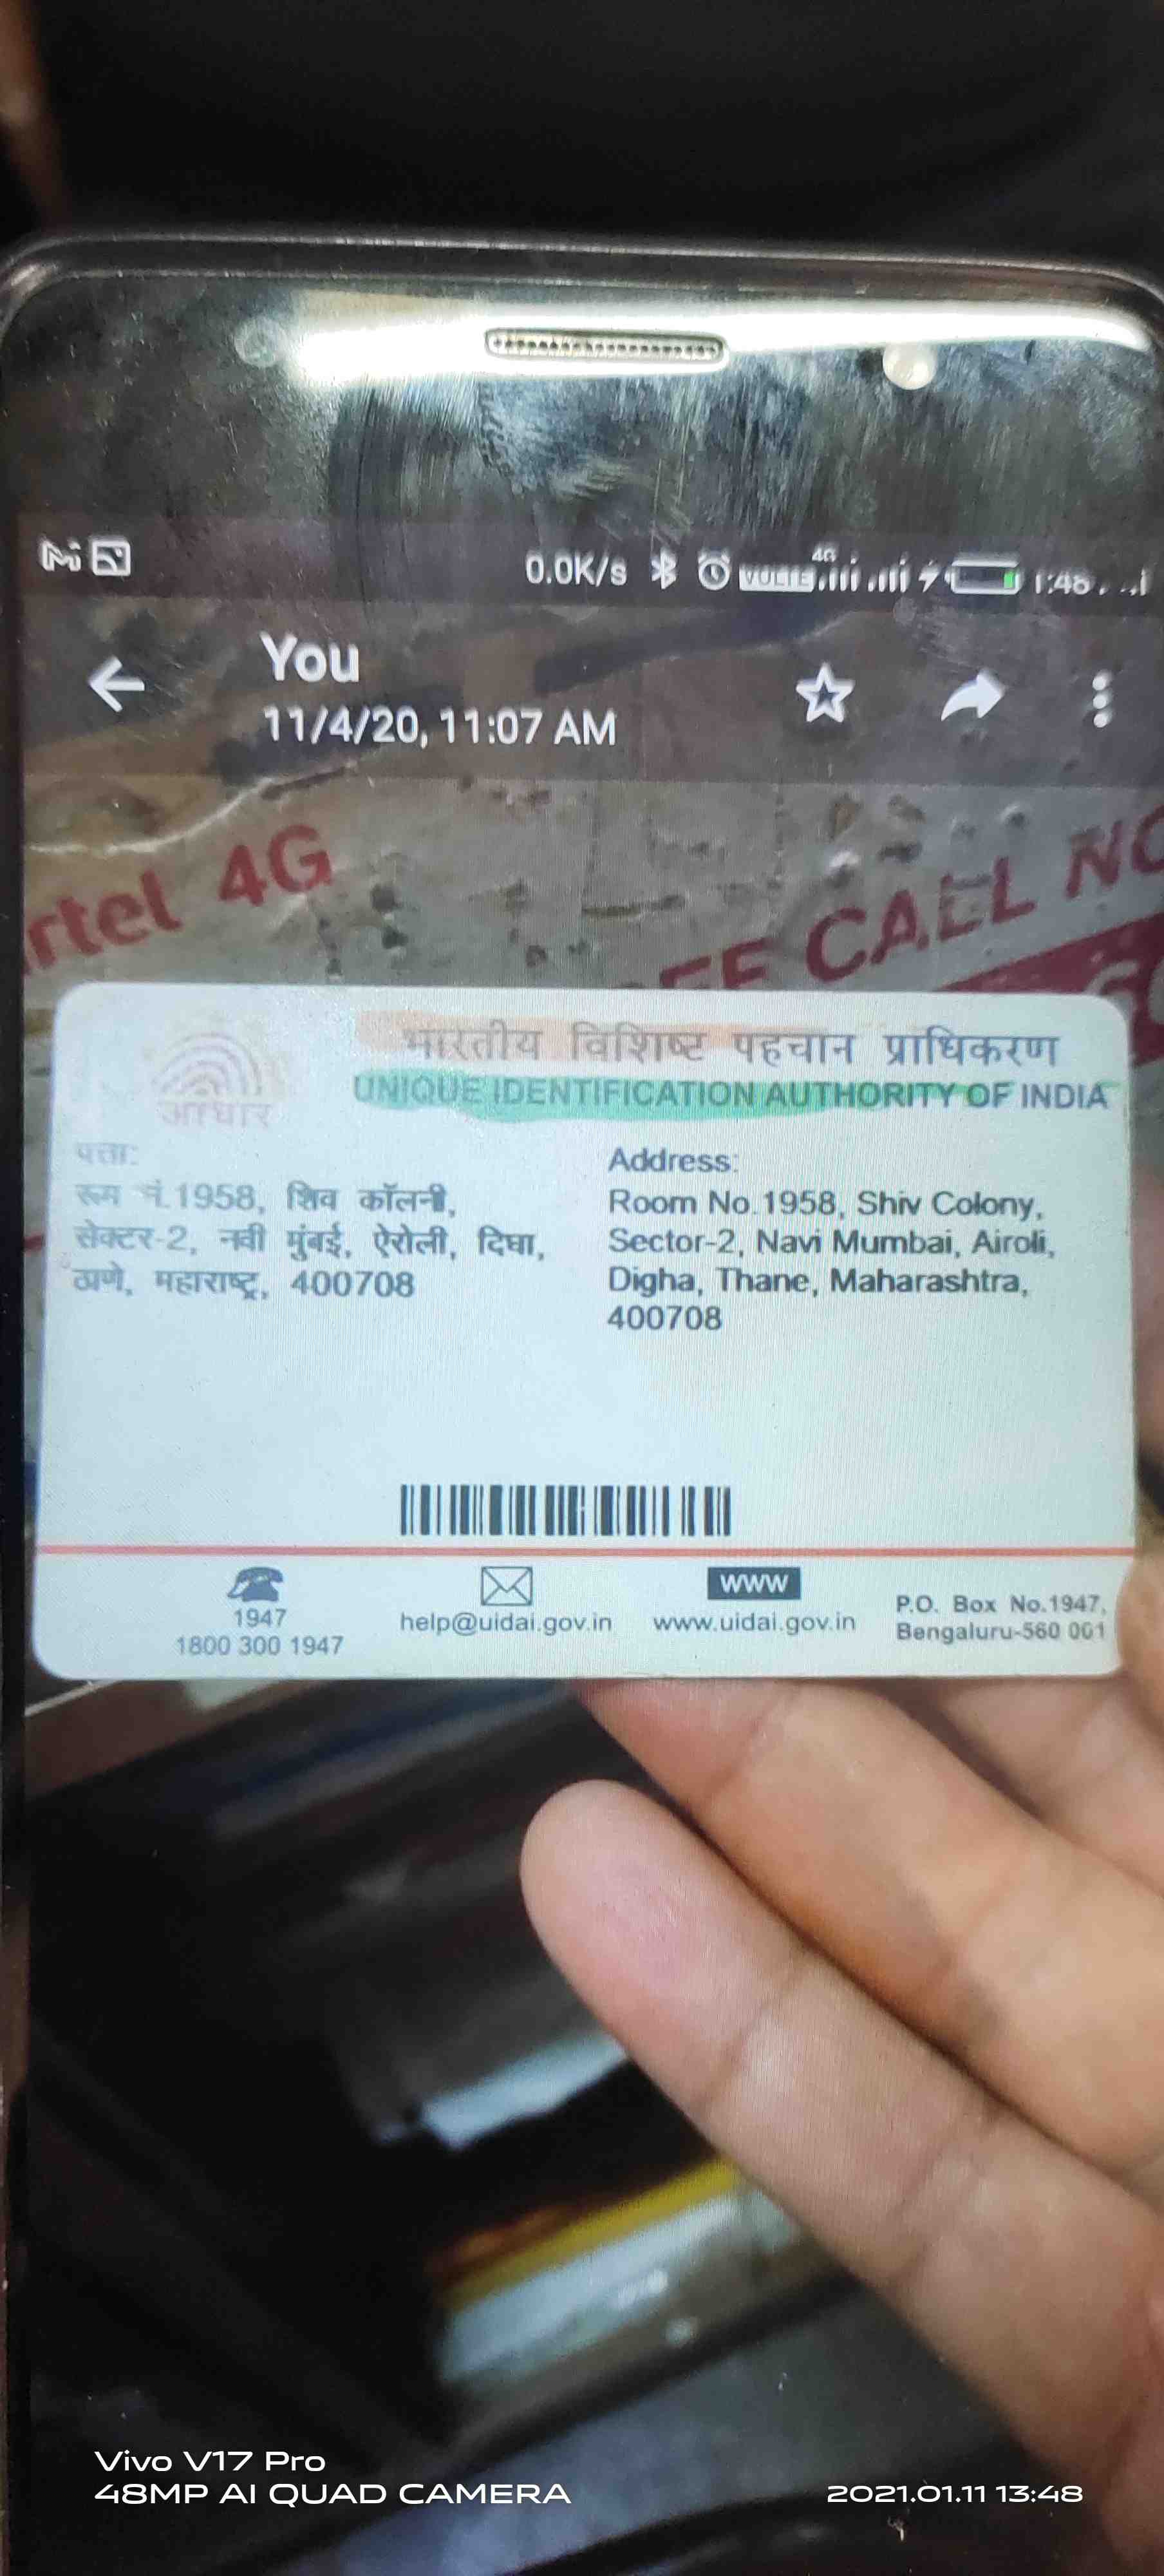 0.0K/s 4G VOLTE 1:48
You
11/4/20, 11:07 AM
rtel 4G
CALL NO
भारतीय विशिष्ट पहचान प्राधिकरण
UNIQUE IDENTIFICATION AUTHORITY OF INDIA
आधार
पत्ता:
रूम नं.1958, शिव कॉलनी,
सेक्टर-2, नवी मुंबई, ऐरोली, दिघा,
ठाणे, महाराष्ट्र, 400708
Address:
Room No.1958, Shiv Colony,
Sector-2, Navi Mumbai, Airoli,
Digha, Thane, Maharashtra,
400708
1947
1800 300 1947
help@uidai.gov.in
WWW
www.uidai.gov.in
P.O. Box No.1947,
Bengaluru-560 001
Vivo V17 Pro
48MP AI QUAD CAMERA
2021.01.11 13:48